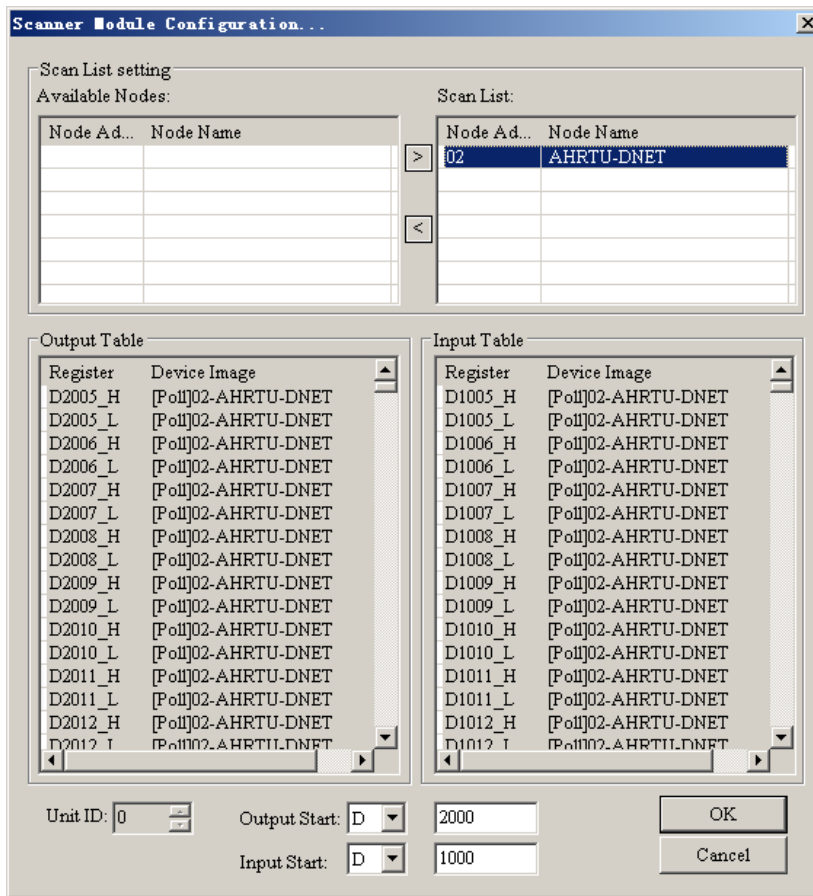 Scanner Module Configuration...
Scan List setting
Available Nodes:
Node Ad... Node Name
>
<
Scan List:
Node Ad... Node Name
02 AHRTU-DNET
Output Table
Register Device Image
D2005_H [Poll]02-AHRTU-DNET
D2005_L [Poll]02-AHRTU-DNET
D2006_H [Poll]02-AHRTU-DNET
D2006_L [Poll]02-AHRTU-DNET
D2007_H [Poll]02-AHRTU-DNET
D2007_L [Poll]02-AHRTU-DNET
D2008_H [Poll]02-AHRTU-DNET
D2008_L [Poll]02-AHRTU-DNET
D2009_H [Poll]02-AHRTU-DNET
D2009_L [Poll]02-AHRTU-DNET
D2010_H [Poll]02-AHRTU-DNET
D2010_L [Poll]02-AHRTU-DNET
D2011_H [Poll]02-AHRTU-DNET
D2011_L [Poll]02-AHRTU-DNET
D2012_H [Poll]02-AHRTU-DNET
D2012_L [Poll]02-AHRTU-DNET
Input Table
Register Device Image
D1005_H [Poll]02-AHRTU-DNET
D1005_L [Poll]02-AHRTU-DNET
D1006_H [Poll]02-AHRTU-DNET
D1006_L [Poll]02-AHRTU-DNET
D1007_H [Poll]02-AHRTU-DNET
D1007_L [Poll]02-AHRTU-DNET
D1008_H [Poll]02-AHRTU-DNET
D1008_L [Poll]02-AHRTU-DNET
D1009_H [Poll]02-AHRTU-DNET
D1009_L [Poll]02-AHRTU-DNET
D1010_H [Poll]02-AHRTU-DNET
D1010_L [Poll]02-AHRTU-DNET
D1011_H [Poll]02-AHRTU-DNET
D1011_L [Poll]02-AHRTU-DNET
D1012_H [Poll]02-AHRTU-DNET
D1012_L [Poll]02-AHRTU-DNET
Unit ID: 0
Output Start: D 2000
Input Start: D 1000
OK
Cancel